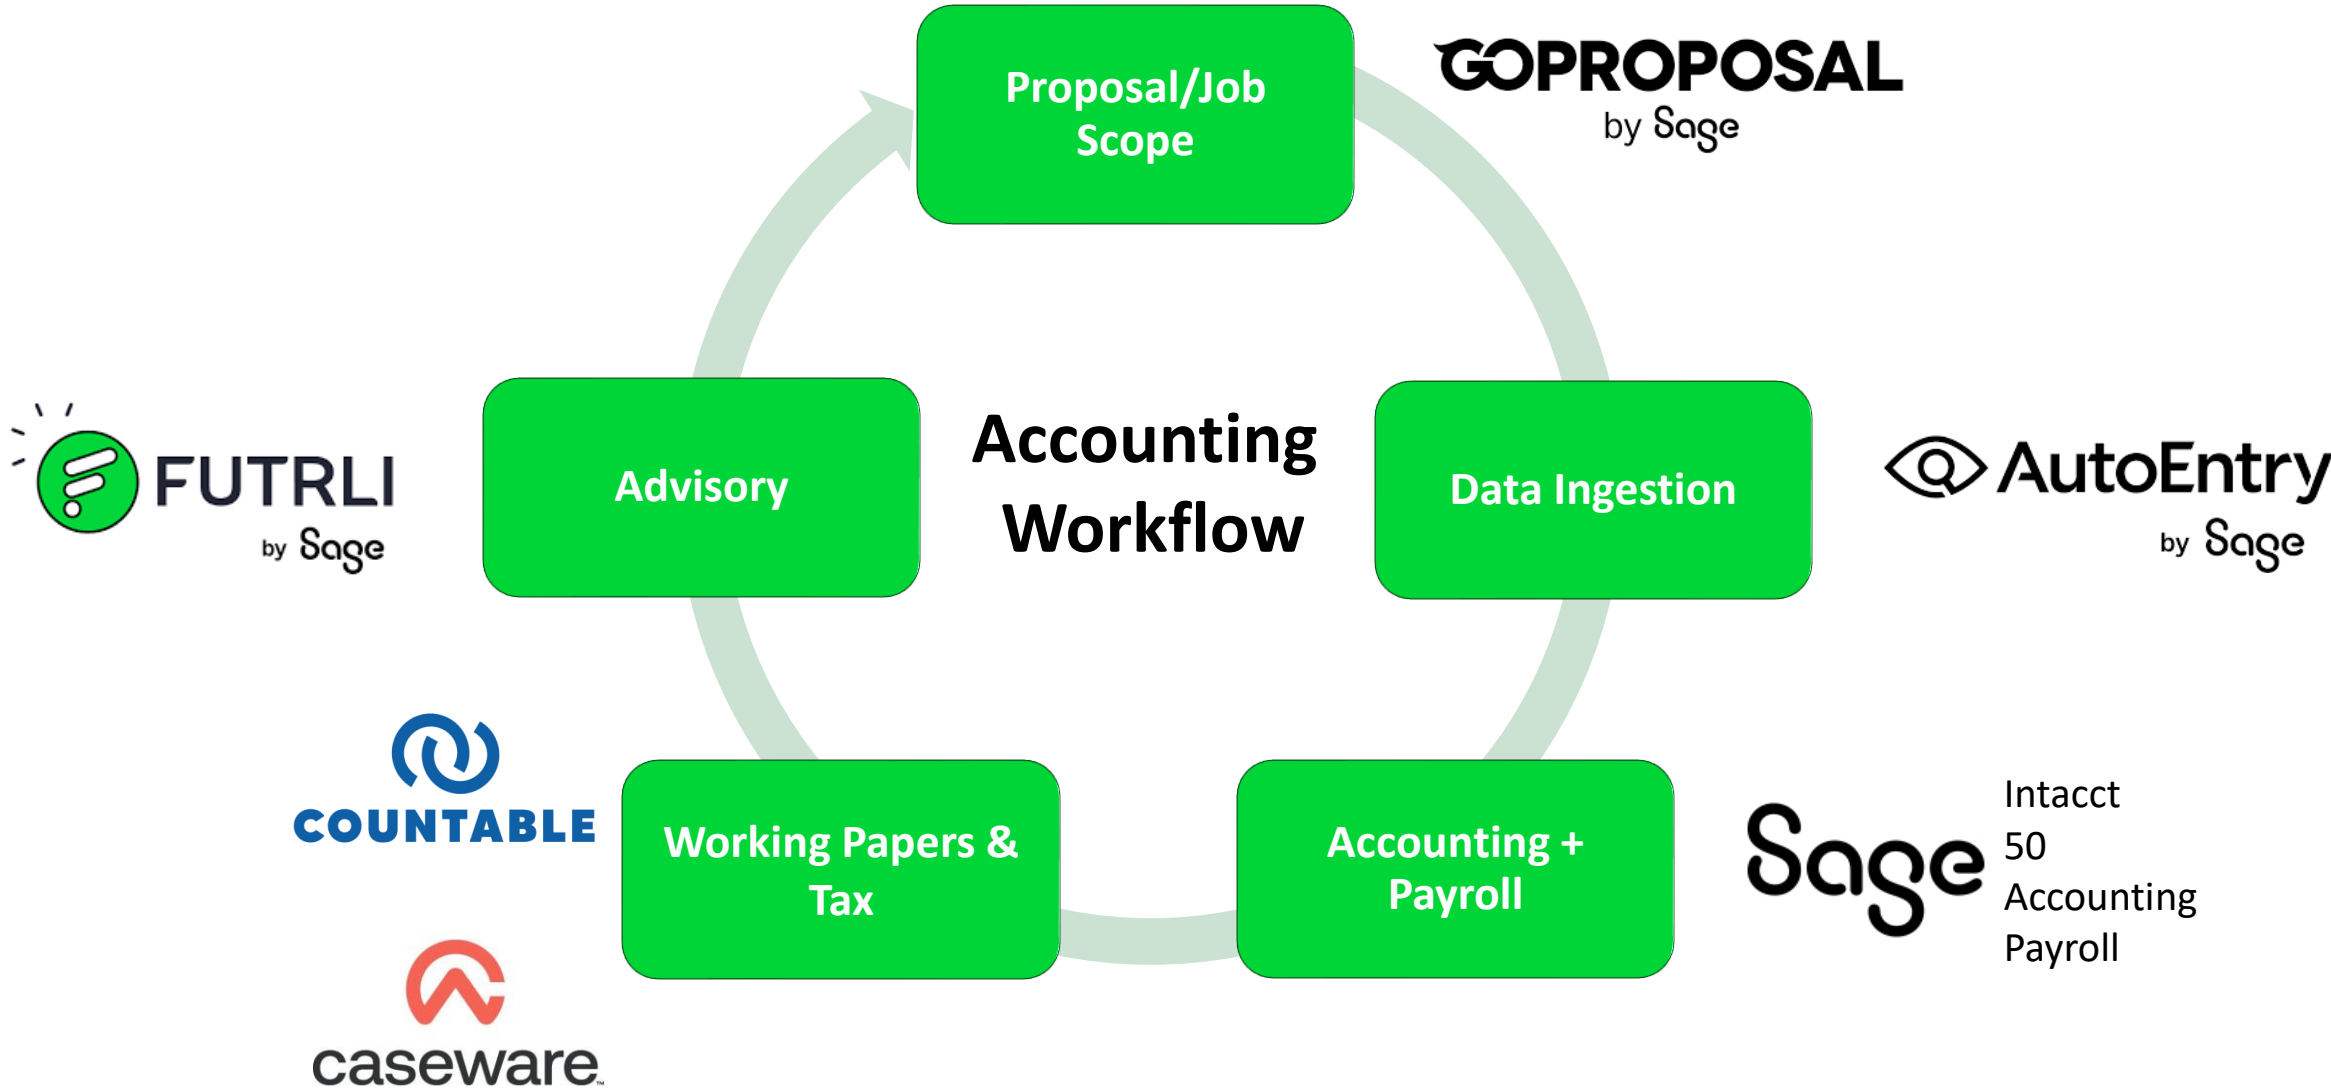 Proposal/Job
Scope
GOPROPOSAL
by Sage
Advisory
Accounting
Workflow
Data Ingestion
FUTRLI
by Sage
AutoEntry
by Sage
COUNTABLE
Working Papers &
Tax
Accounting +
Payroll
Sage
Intacct
50
Accounting
Payroll
caseware